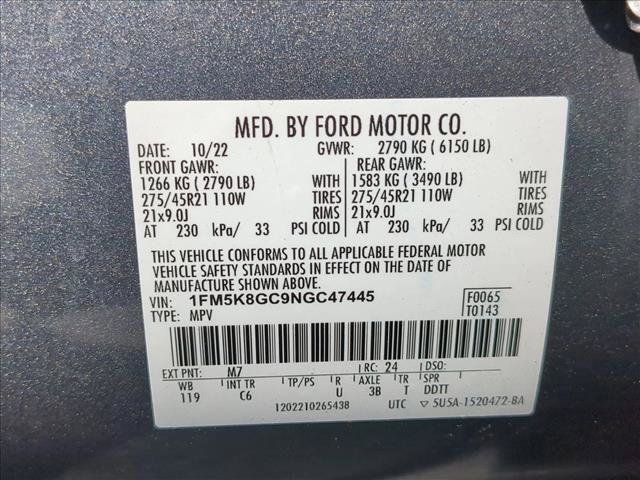 MFD. BY FORD MOTOR CO.
DATE: 10/22 GVWR: 2790 KG ( 6150 LB)
FRONT GAWR: REAR GAWR:
1266 KG ( 2790 LB) WITH 1583 KG ( 3490 LB) WITH
275/45R21 110W TIRES 275/45R21 110W TIRES
21x9.0J RIMS 21x9.0J RIMS
AT 230 kPa/ 33 PSI COLD AT 230 kPa/ 33 PSI COLD
THIS VEHICLE CONFORMS TO ALL APPLICABLE FEDERAL MOTOR
VEHICLE SAFETY STANDARDS IN EFFECT ON THE DATE OF
MANUFACTURE SHOWN ABOVE.
VIN: 1FM5K8GC9NGC47445 F0065
TYPE: MPV T0143
EXT PNT: M7 RC: 24 DSO:
WB INT TR TP/PS R AXLE TR SPR
119 C6 U 3B T DDTT
1202210265438 UTC ▽ 5U5A-1520472-BA